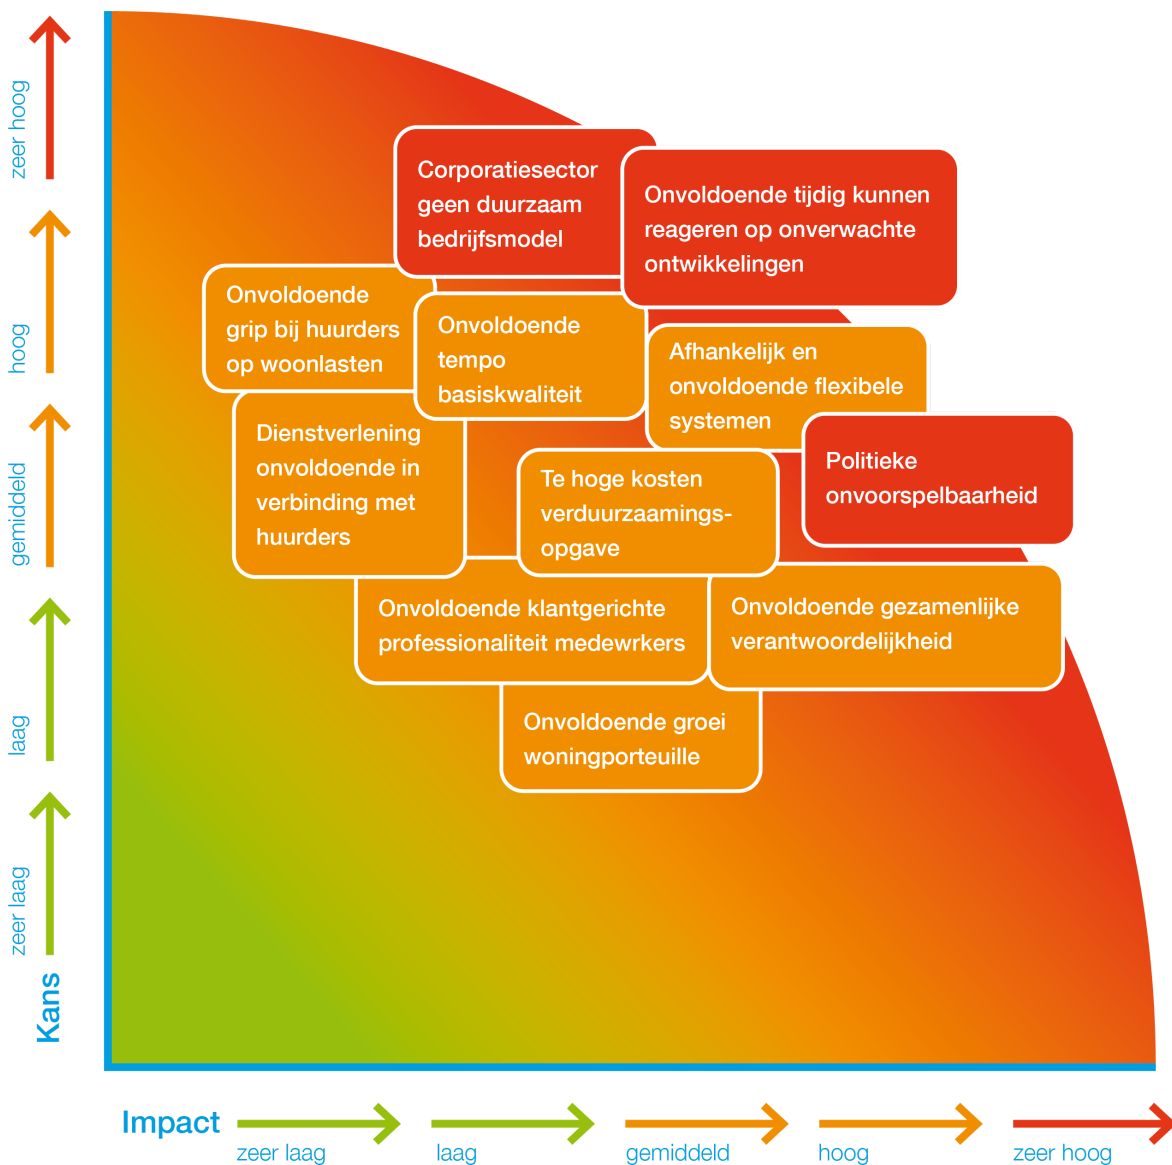 zeer hoog
hoog
gemiddeld
laag
zeer laag
Kans
Corporatiesector
geen duurzaam
bedrijfsmodel
Onvoldoende tijdig kunnen
reageren op onverwachte
ontwikkelingen
Onvoldoende
grip bij huurders
op woonlasten
Onvoldoende
tempo
basiskwaliteit
Afhankelijk en
onvoldoende flexibele
systemen
Dienstverlening
onvoldoende in
verbinding met
huurders
Te hoge kosten
verduurzaamings-
opgave
Politieke
onvoorspelbaarheid
Onvoldoende klantgerichte
professionaliteit medewrkers
Onvoldoende gezamenlijke
verantwoordelijkheid
Onvoldoende groei
woningporteuille
Impact
zeer laag
laag
gemiddeld
hoog
zeer hoog